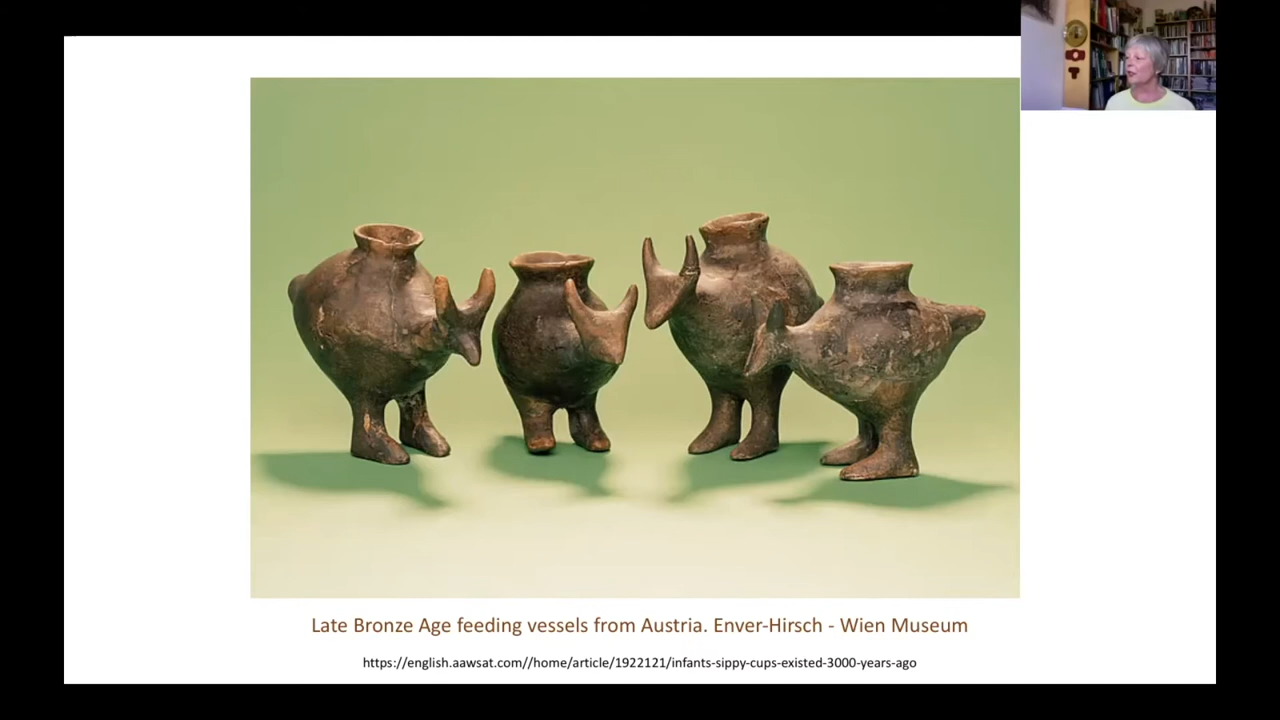 Late Bronze Age feeding vessels from Austria. Enver-Hirsch - Wien Museum
https://english.aawsat.com//home/article/1922121/infants-sippy-cups-existed-3000-years-ago